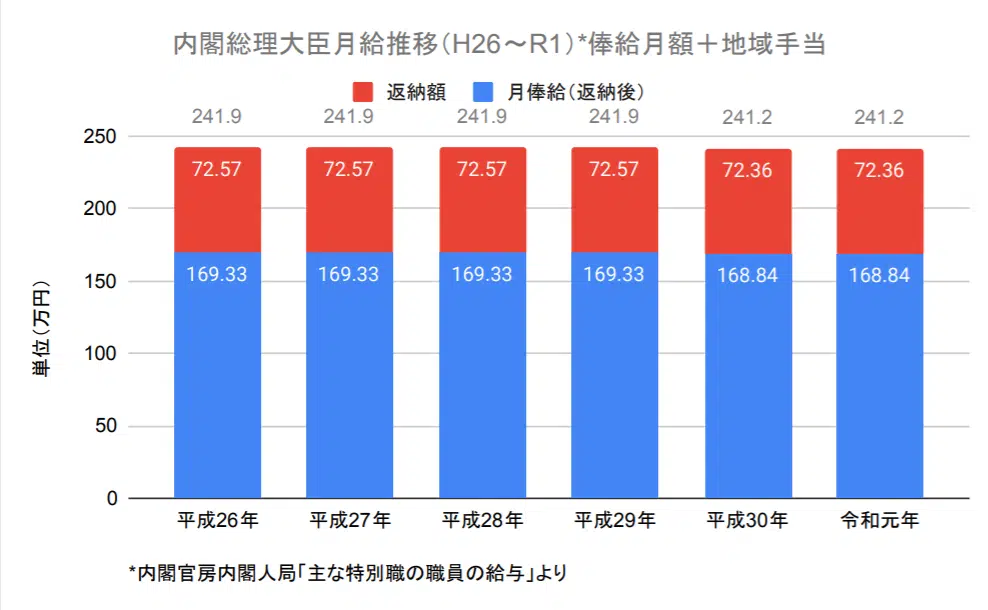 内閣総理大臣月給推移（H26～R1）*俸給月額＋地域手当
返納額 月俸給（返納後）
241.9 241.9 241.9 241.9 241.2 241.2
250
72.57 72.57 72.57 72.57 72.36 72.36
200
169.33 169.33 169.33 169.33 168.84 168.84
150
100
50
0
単位（万円）
平成26年 平成27年 平成28年 平成29年 平成30年 令和元年
*内閣官房内閣人局「主な特別職の職員の給与」より